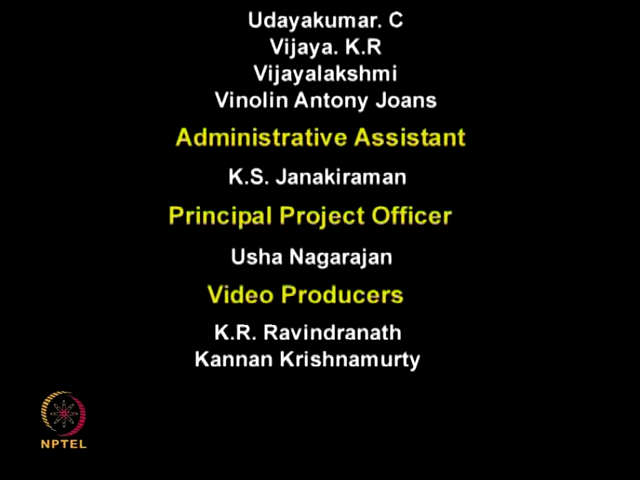 Udayakumar. C
Vijaya. K.R
Vijayalakshmi
Vinolin Antony Joans
Administrative Assistant
K.S. Janakiraman
Principal Project Officer
Usha Nagarajan
Video Producers
K.R. Ravindranath
Kannan Krishnamurty
NPTEL